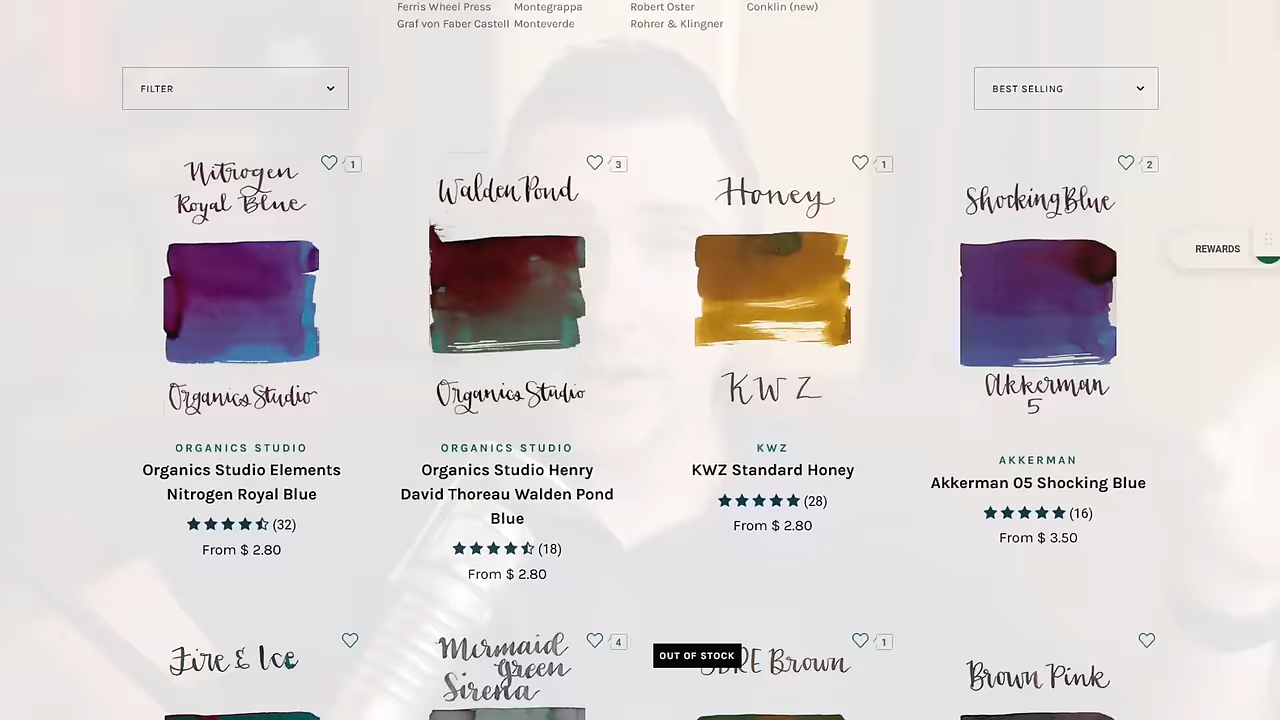 Ferris Wheel Press Montegrappa Robert Oster Conklin (new)
Graf von Faber Castell Monteverde Rohrer & Klingner
FILTER BEST SELLING
1 3 1 2
Nitrogen
Royal Blue
Walden Pond
Honey
Shocking Blue
REWARDS
Organics Studio
Organics Studio
KWZ
Akkerman
5
ORGANICS STUDIO
Organics Studio Elements
Nitrogen Royal Blue
(32)
From $ 2.80
ORGANICS STUDIO
Organics Studio Henry
David Thoreau Walden Pond
Blue
(18)
From $ 2.80
KWZ
KWZ Standard Honey
(28)
From $ 2.80
AKKERMAN
Akkerman 05 Shocking Blue
(16)
From $ 3.50
4 1
Fire & Ice
Mermaid
Green
Sirena
OUT OF STOCK
Brown
Brown Pink